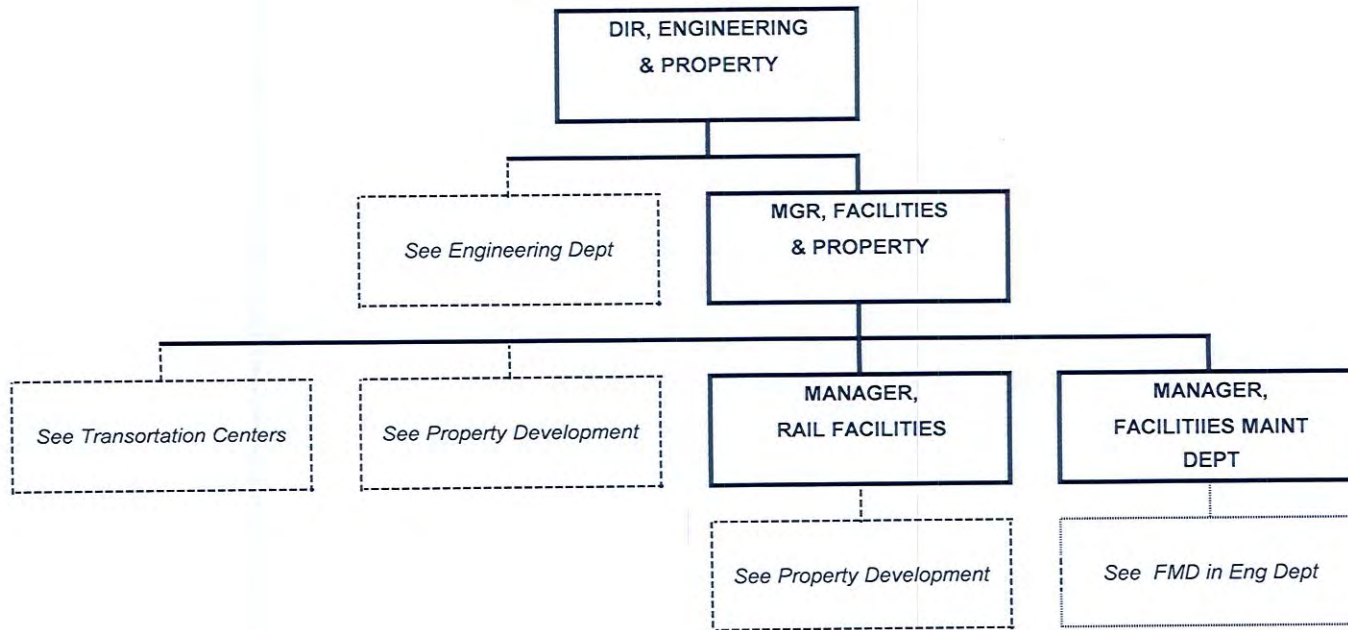 DIR, ENGINEERING
& PROPERTY
See Engineering Dept
MGR, FACILITIES
& PROPERTY
See Transortation Centers
See Property Development
MANAGER,
RAIL FACILITIES
MANAGER,
FACILITIIES MAINT
DEPT
See Property Development
See FMD in Eng Dept